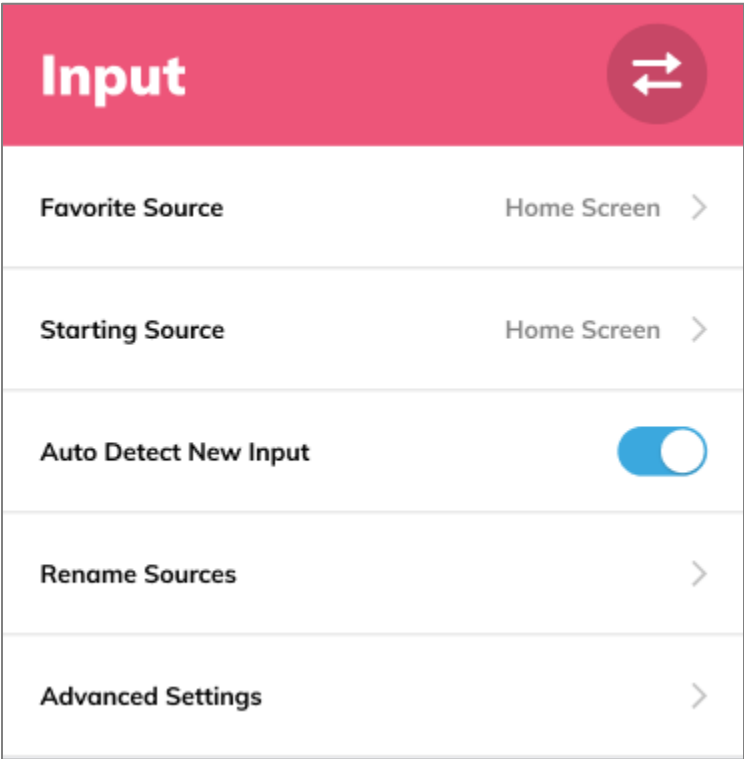 Input
Favorite Source Home Screen
Starting Source Home Screen
Auto Detect New Input
Rename Sources
Advanced Settings